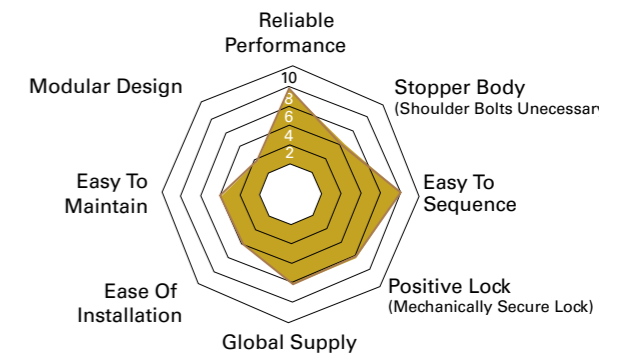 Reliable
Performance
Modular Design
Stopper Body
(Shoulder Bolts Unecessar
10
8
6
4
2
Easy To
Maintain
Easy To
Sequence
Positive Lock
(Mechanically Secure Lock)
Ease Of
Installation
Global Supply